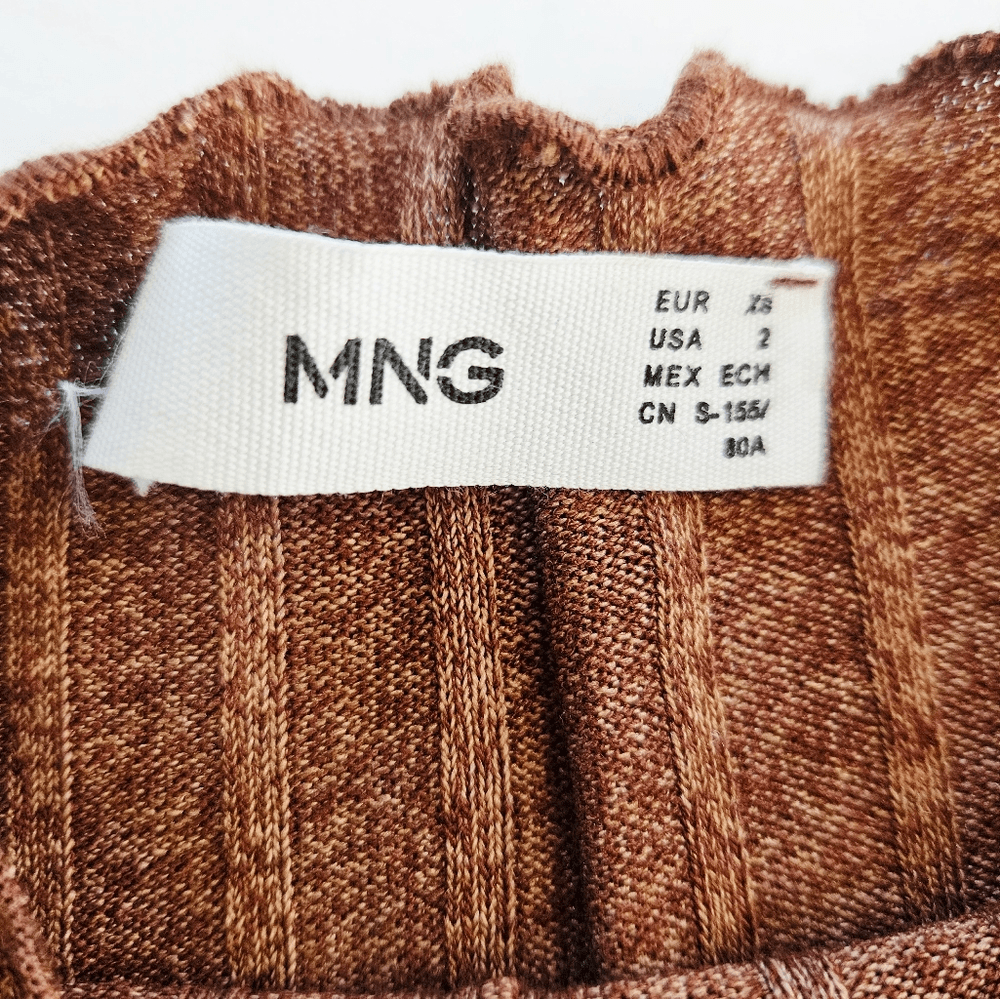 MNG
EUR XS
USA 2
MEX ECH
CN S-155/
80A